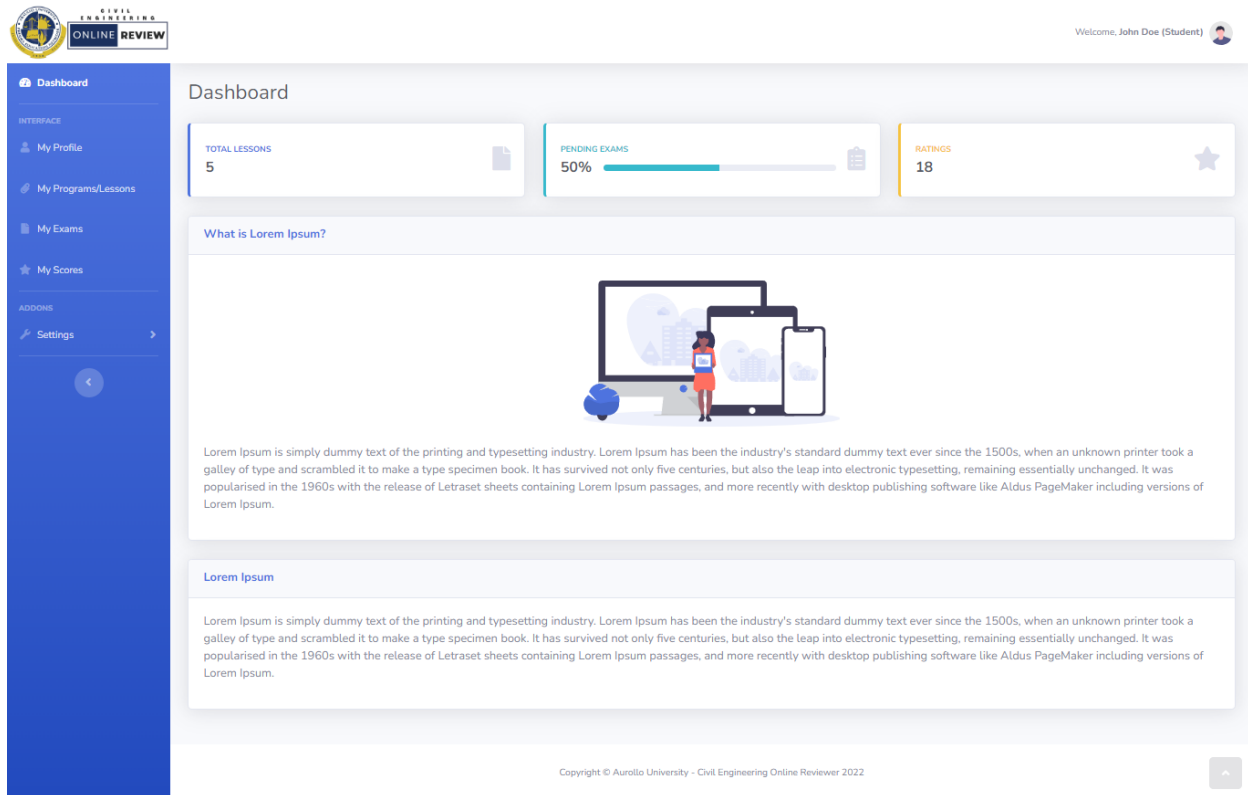 CIVIL
ENGINEERING
ONLINE REVIEW
Welcome, John Doe (Student)
Dashboard
INTERFACE
My Profile
My Programs/Lessons
My Exams
My Scores
ADDONS
Settings
Dashboard
TOTAL LESSONS
5
PENDING EXAMS
50%
RATINGS
18
What is Lorem Ipsum?
Lorem Ipsum is simply dummy text of the printing and typesetting industry. Lorem Ipsum has been the industry's standard dummy text ever since the 1500s, when an unknown printer took a
galley of type and scrambled it to make a type specimen book. It has survived not only five centuries, but also the leap into electronic typesetting, remaining essentially unchanged. It was
popularised in the 1960s with the release of Letraset sheets containing Lorem Ipsum passages, and more recently with desktop publishing software like Aldus PageMaker including versions of
Lorem Ipsum.
Lorem Ipsum
Lorem Ipsum is simply dummy text of the printing and typesetting industry. Lorem Ipsum has been the industry's standard dummy text ever since the 1500s, when an unknown printer took a
galley of type and scrambled it to make a type specimen book. It has survived not only five centuries, but also the leap into electronic typesetting, remaining essentially unchanged. It was
popularised in the 1960s with the release of Letraset sheets containing Lorem Ipsum passages, and more recently with desktop publishing software like Aldus PageMaker including versions of
Lorem Ipsum.
Copyright © Aurollo University - Civil Engineering Online Reviewer 2022